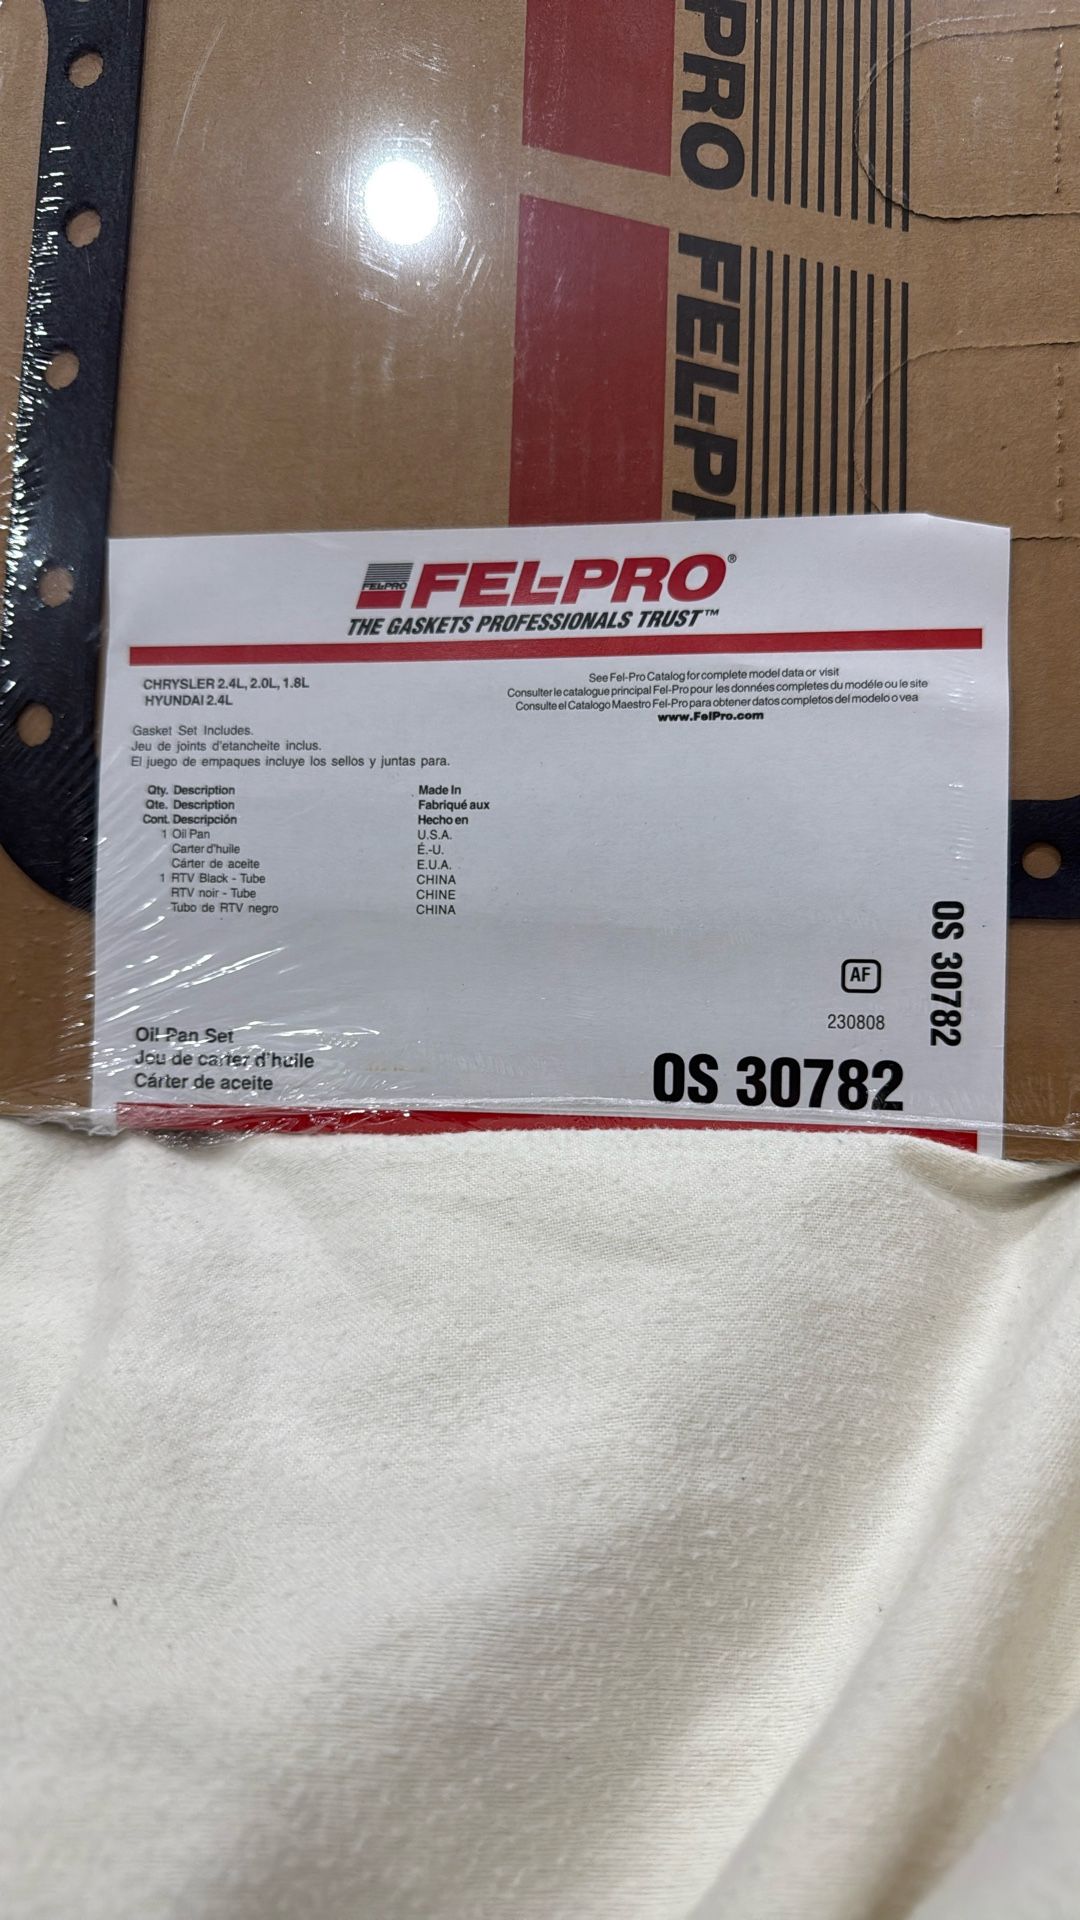 PRO
FEL-P
FEL-PRO FEL-PRO®
THE GASKETS PROFESSIONALS TRUST™
CHRYSLER 2.4L, 2.0L, 1.8L
HYUNDAI 2.4L
See Fel-Pro Catalog for complete model data or visit
Consulter le catalogue principal Fel-Pro pour les données completes du modéle ou le site
Consulte el Catalogo Maestro Fel-Pro para obtener datos completos del modelo o vea
www.FelPro.com
Gasket Set Includes.
Jeu de joints d'etancheite inclus.
El juego de empaques incluye los sellos y juntas para.
Qty. Description Made In
Qte. Description Fabriqué aux
Cont. Descripción Hecho en
1 Oil Pan U.S.A.
Carter d'huile É.-U.
Cárter de aceite E.U.A.
1 RTV Black - Tube CHINA
RTV noir - Tube CHINE
Tubo de RTV negro CHINA
OS 30782
AF
230808
Oil Pan Set
Jeu de carter d'huile
Cárter de aceite
OS 30782